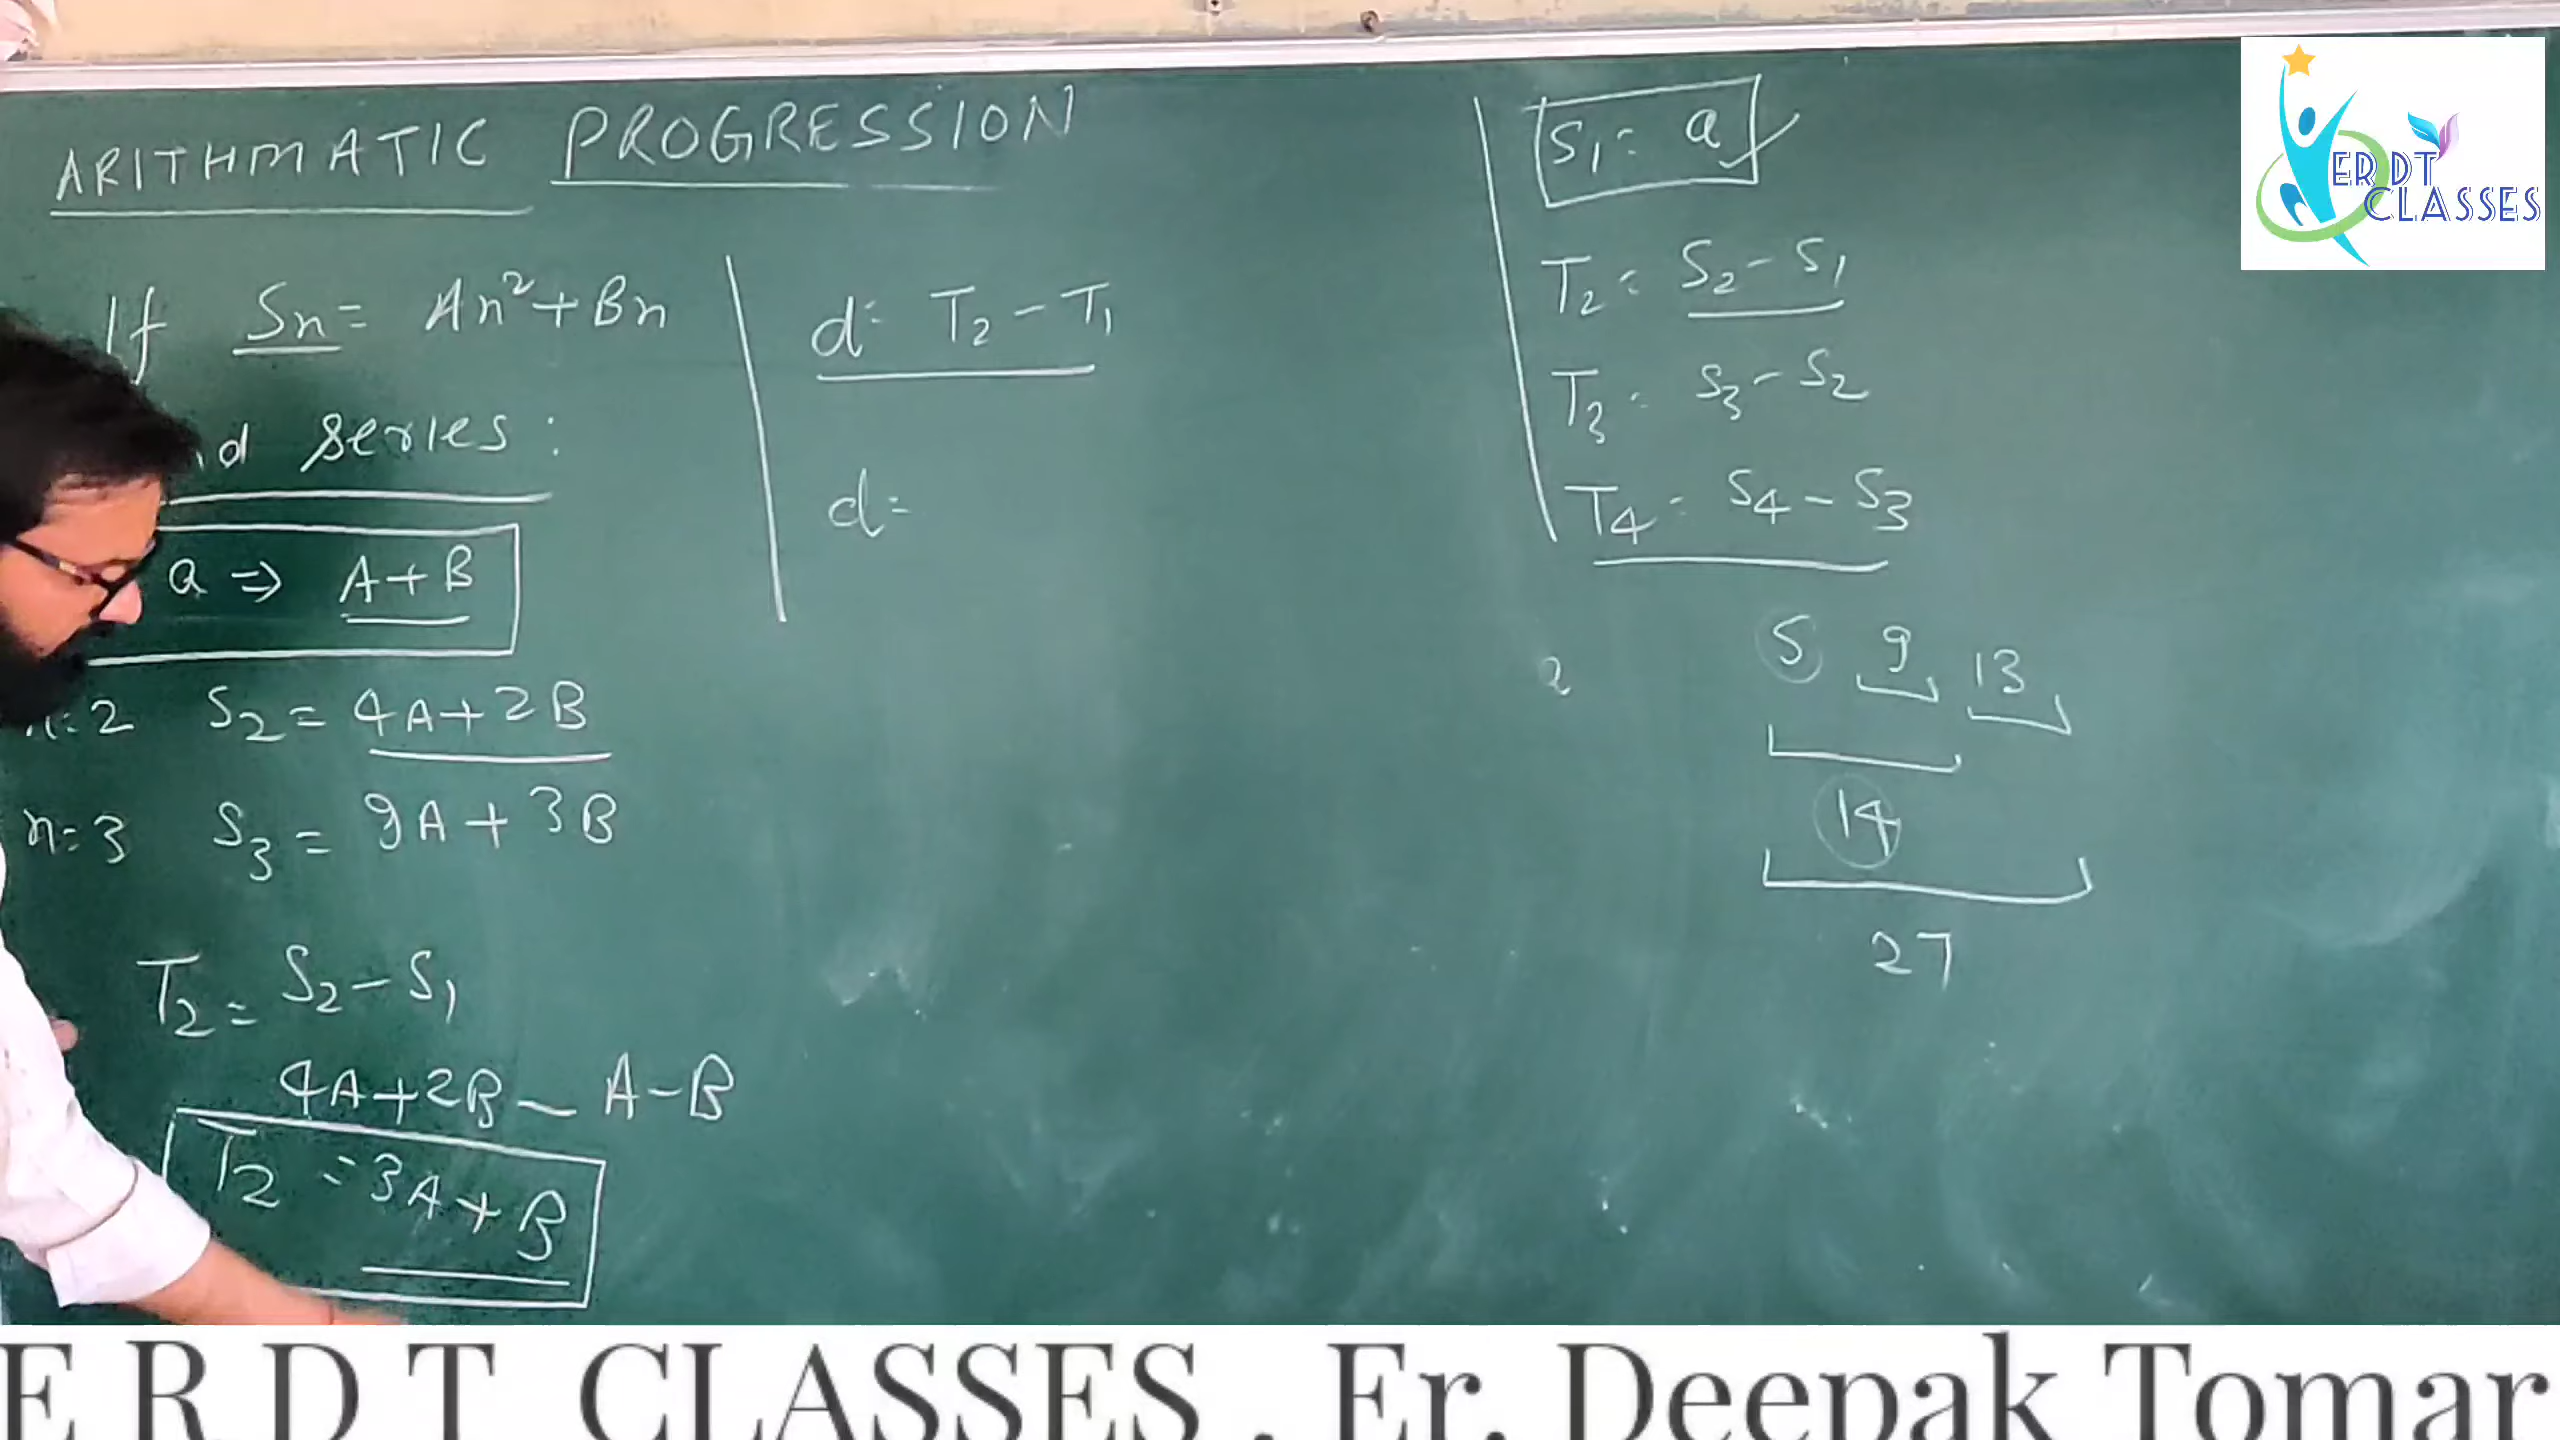 ARITHMATIC PROGRESSION
If Sn = An² + Bn
d series :
a ⇒ A+B
n=2 S2 = 4A+2B
n=3 S3 = 9A+3B
T2 = S2-S1
4A+2B - A-B
T2 = 3A+B
d= T2-T1
d=
S1 = a
T2 = S2-S1
T3 = S3-S2
T4 = S4-S3
5 9 13
14
27
ER DT
CLASSES
ERDT CLASSES . Er. Deepak Tomar